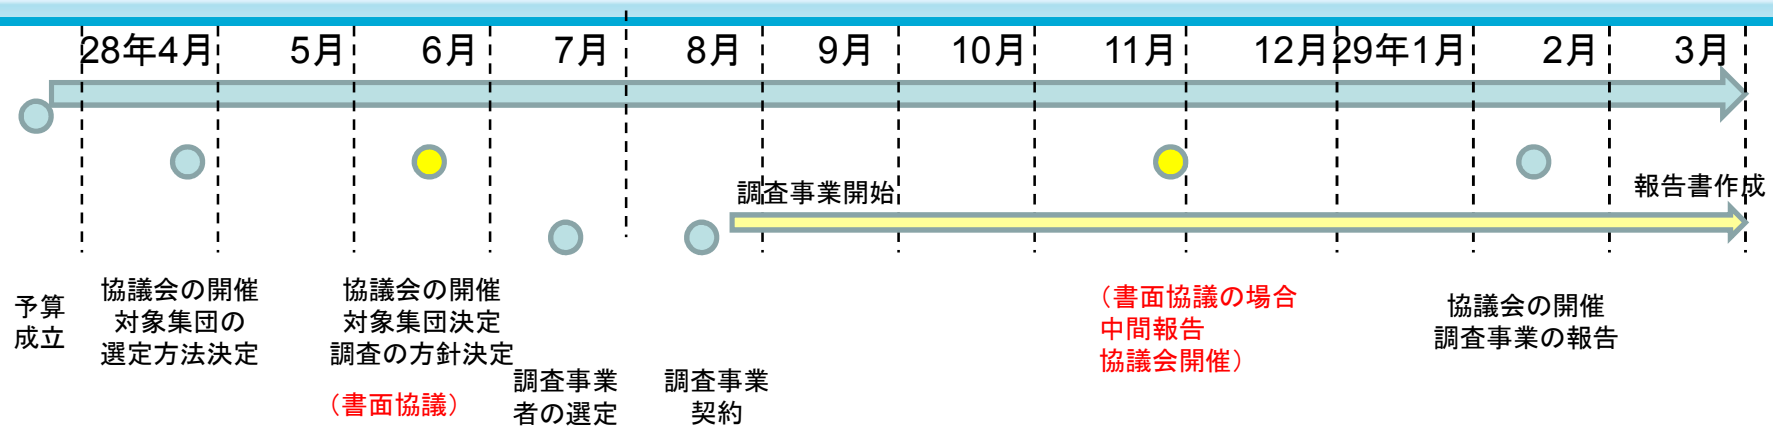 28年4月 5月 6月 7月 8月 9月 10月 11月 12月 29年1月 2月 3月
調査事業開始
報告書作成
予算
成立
協議会の開催
対象集団の
選定方法決定
協議会の開催
対象集団決定
調査の方針決定
（書面協議）
調査事業
者の選定
調査事業
契約
（書面協議の場合
中間報告
協議会開催）
協議会の開催
調査事業の報告